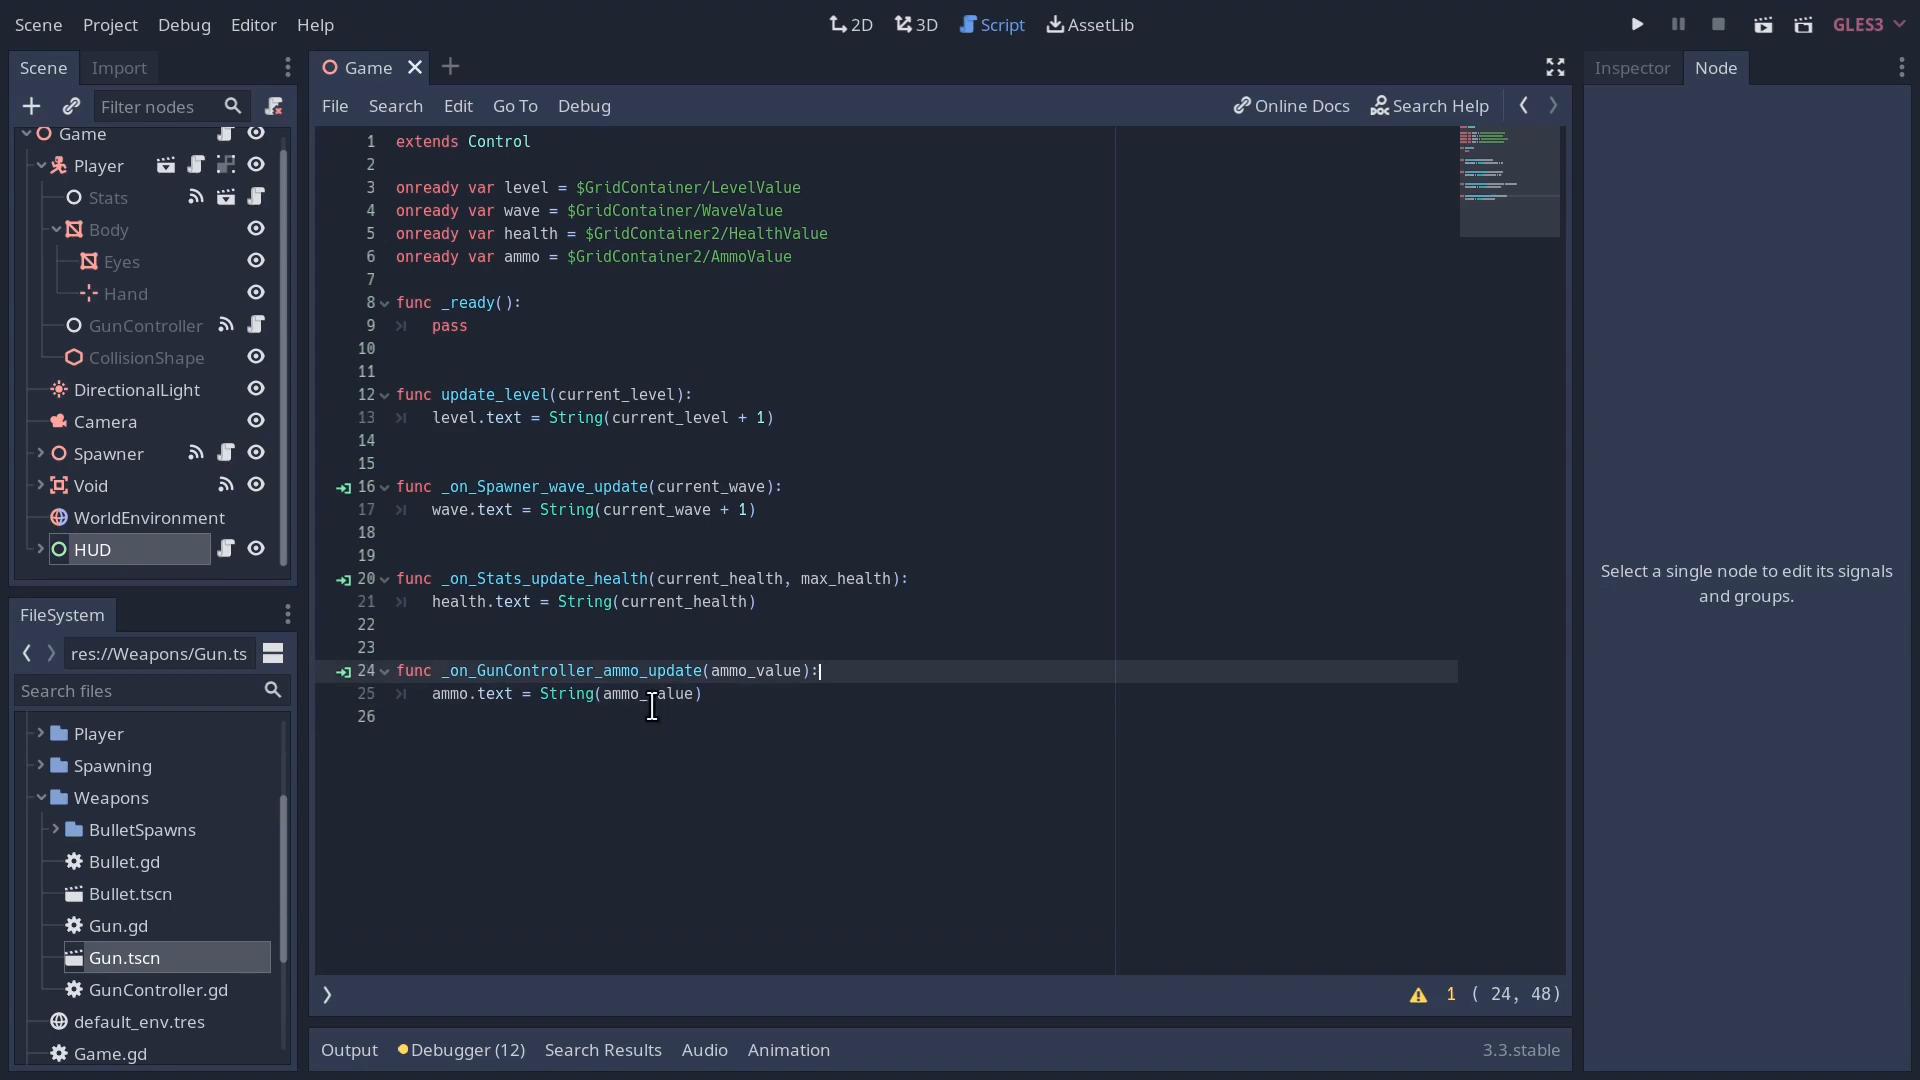 Scene Project Debug Editor Help
2D 3D Script AssetLib
GLES3
Scene Import
Game
Inspector Node
Filter nodes
File Search Edit Go To Debug
Online Docs Search Help
Game
Player
Stats
Body
Eyes
Hand
GunController
CollisionShape
DirectionalLight
Camera
Spawner
Void
WorldEnvironment
HUD
1 extends Control
2
3 onready var level = $GridContainer/LevelValue
4 onready var wave = $GridContainer/WaveValue
5 onready var health = $GridContainer2/HealthValue
6 onready var ammo = $GridContainer2/AmmoValue
7
8 func _ready():
9 pass
10
11
12 func update_level(current_level):
13 level.text = String(current_level + 1)
14
15
16 func _on_Spawner_wave_update(current_wave):
17 wave.text = String(current_wave + 1)
18
19
20 func _on_Stats_update_health(current_health, max_health):
21 health.text = String(current_health)
22
23
24 func _on_GunController_ammo_update(ammo_value):
25 ammo.text = String(ammo_value)
26
Select a single node to edit its signals
and groups.
FileSystem
res://Weapons/Gun.ts
Search files
Player
Spawning
Weapons
BulletSpawns
Bullet.gd
Bullet.tscn
Gun.gd
Gun.tscn
GunController.gd
default_env.tres
Game.gd
1 ( 24, 48)
Output Debugger (12) Search Results Audio Animation
3.3.stable